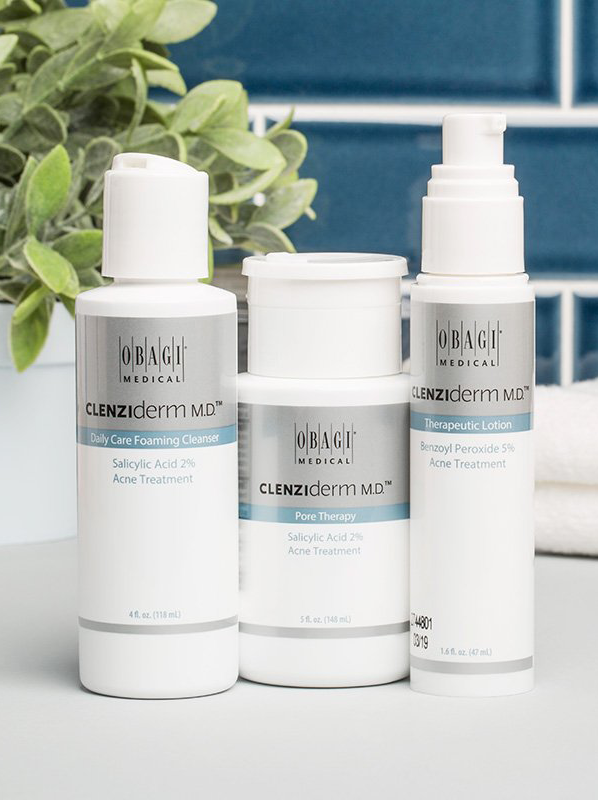 OBAGI
MEDICAL
CLENZIderm M.D.™
Daily Care Foaming Cleanser
Salicylic Acid 2%
Acne Treatment
4 fl. oz. (118 mL)
OBAGI
MEDICAL
CLENZIderm M.D.™
Pore Therapy
Salicylic Acid 2%
Acne Treatment
5 fl. oz. (148 mL)
OBAGI
MEDICAL
CLENZIderm M.D.™
Therapeutic Lotion
Benzoyl Peroxide 5%
Acne Treatment
03/19
1.6 fl. oz. (47 mL)